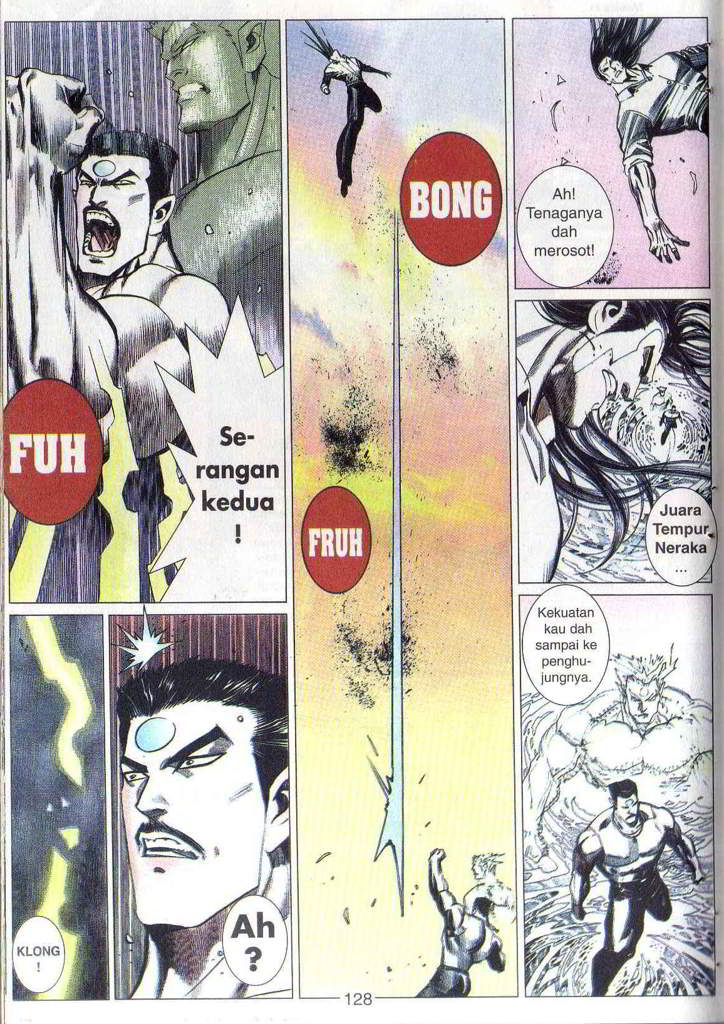 FUH
Se-
rangan
kedua
!
KLONG
!
Ah
?
BONG
FRUH
Ah!
Tenaganya
dah
merosot!
Juara
Tempur
Neraka
...
Kekuatan
kau dah
sampai ke
penghu-
jungnya.
128